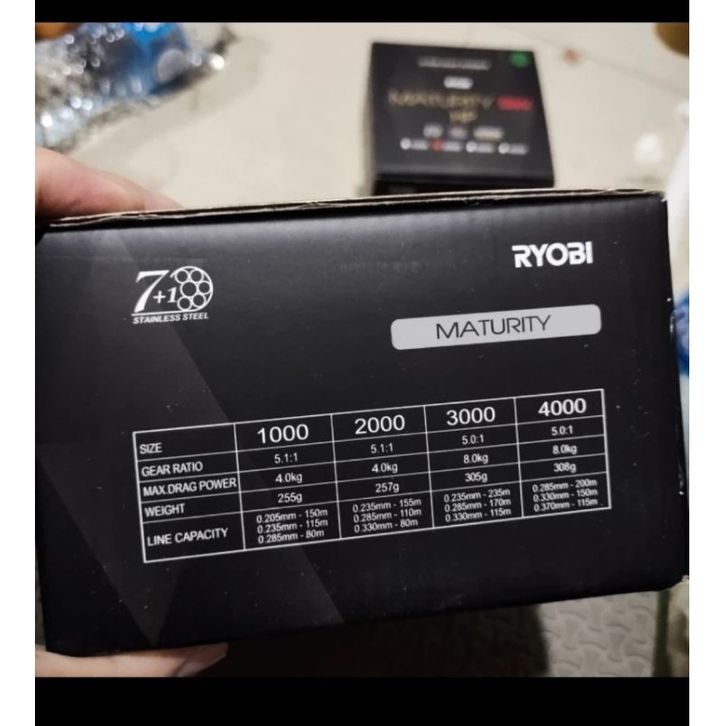 MATURITY
HP
RYOBI
7+1
STAINLESS STEEL
MATURITY
SIZE 1000 2000 3000 4000
GEAR RATIO 5.1:1 5.1:1 5.0:1 5.0:1
MAX.DRAG POWER 4.0kg 4.0kg 8.0kg 8.0kg
WEIGHT 255g 257g 305g 308g
LINE CAPACITY 0.205mm - 150m 0.235mm - 155m 0.235mm - 235m 0.285mm - 200m
0.235mm - 115m 0.285mm - 110m 0.285mm - 170m 0.330mm - 150m
0.285mm - 80m 0.330mm - 80m 0.330mm - 115m 0.370mm - 115m